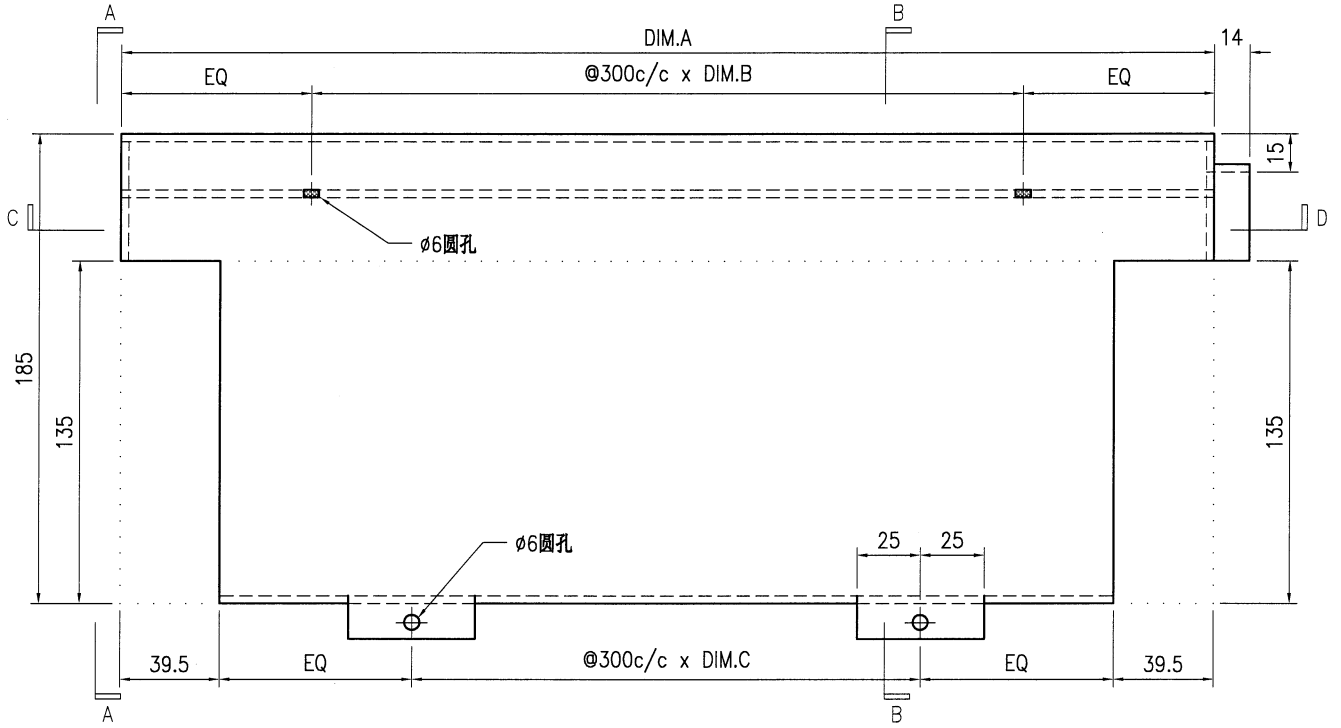 A
B
DIM.A
14
EQ
@300c/c x DIM.B
EQ
15
C
D
ø6圆孔
185
135
135
ø6圆孔
25
25
39.5
EQ
@300c/c x DIM.C
EQ
39.5
A
B